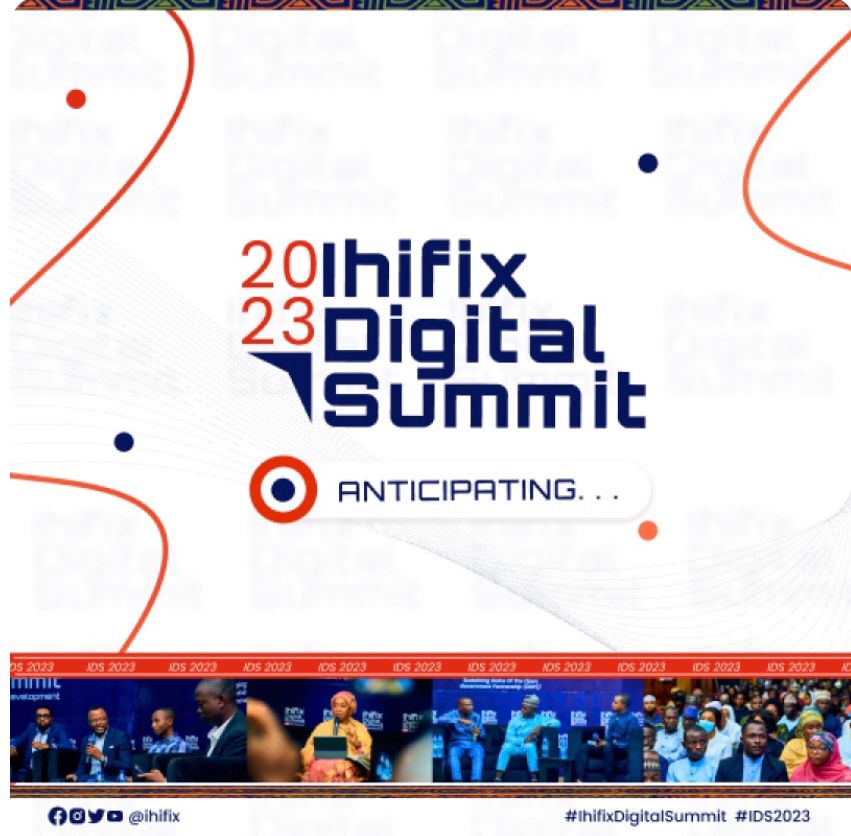 20
23
Ihifix
Digital
Summit
ANTICIPATING. . .
IDS 2023 IDS 2023 IDS 2023 IDS 2023 IDS 2023 IDS 2023 IDS 2023 IDS 2023 IDS 2023 IDS 2023 IDS 2023
@ihifix
#IhifixDigitalSummit #IDS2023